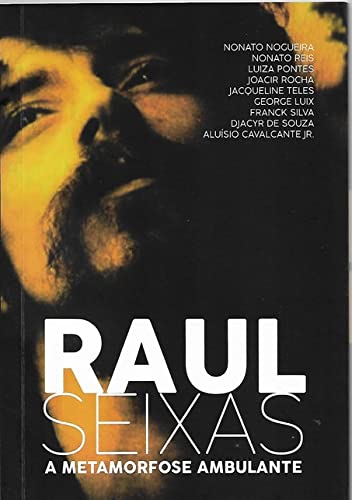 NONATO NOGUEIRA
NONATO REIS
LUIZA PONTES
JOACIR ROCHA
JACQUELINE TELES
GEORGE LUIX
FRANCK SILVA
DJACYR DE SOUZA
ALUÍSIO CAVALCANTE JR.
RAUL
SEIXAS
A METAMORFOSE AMBULANTE